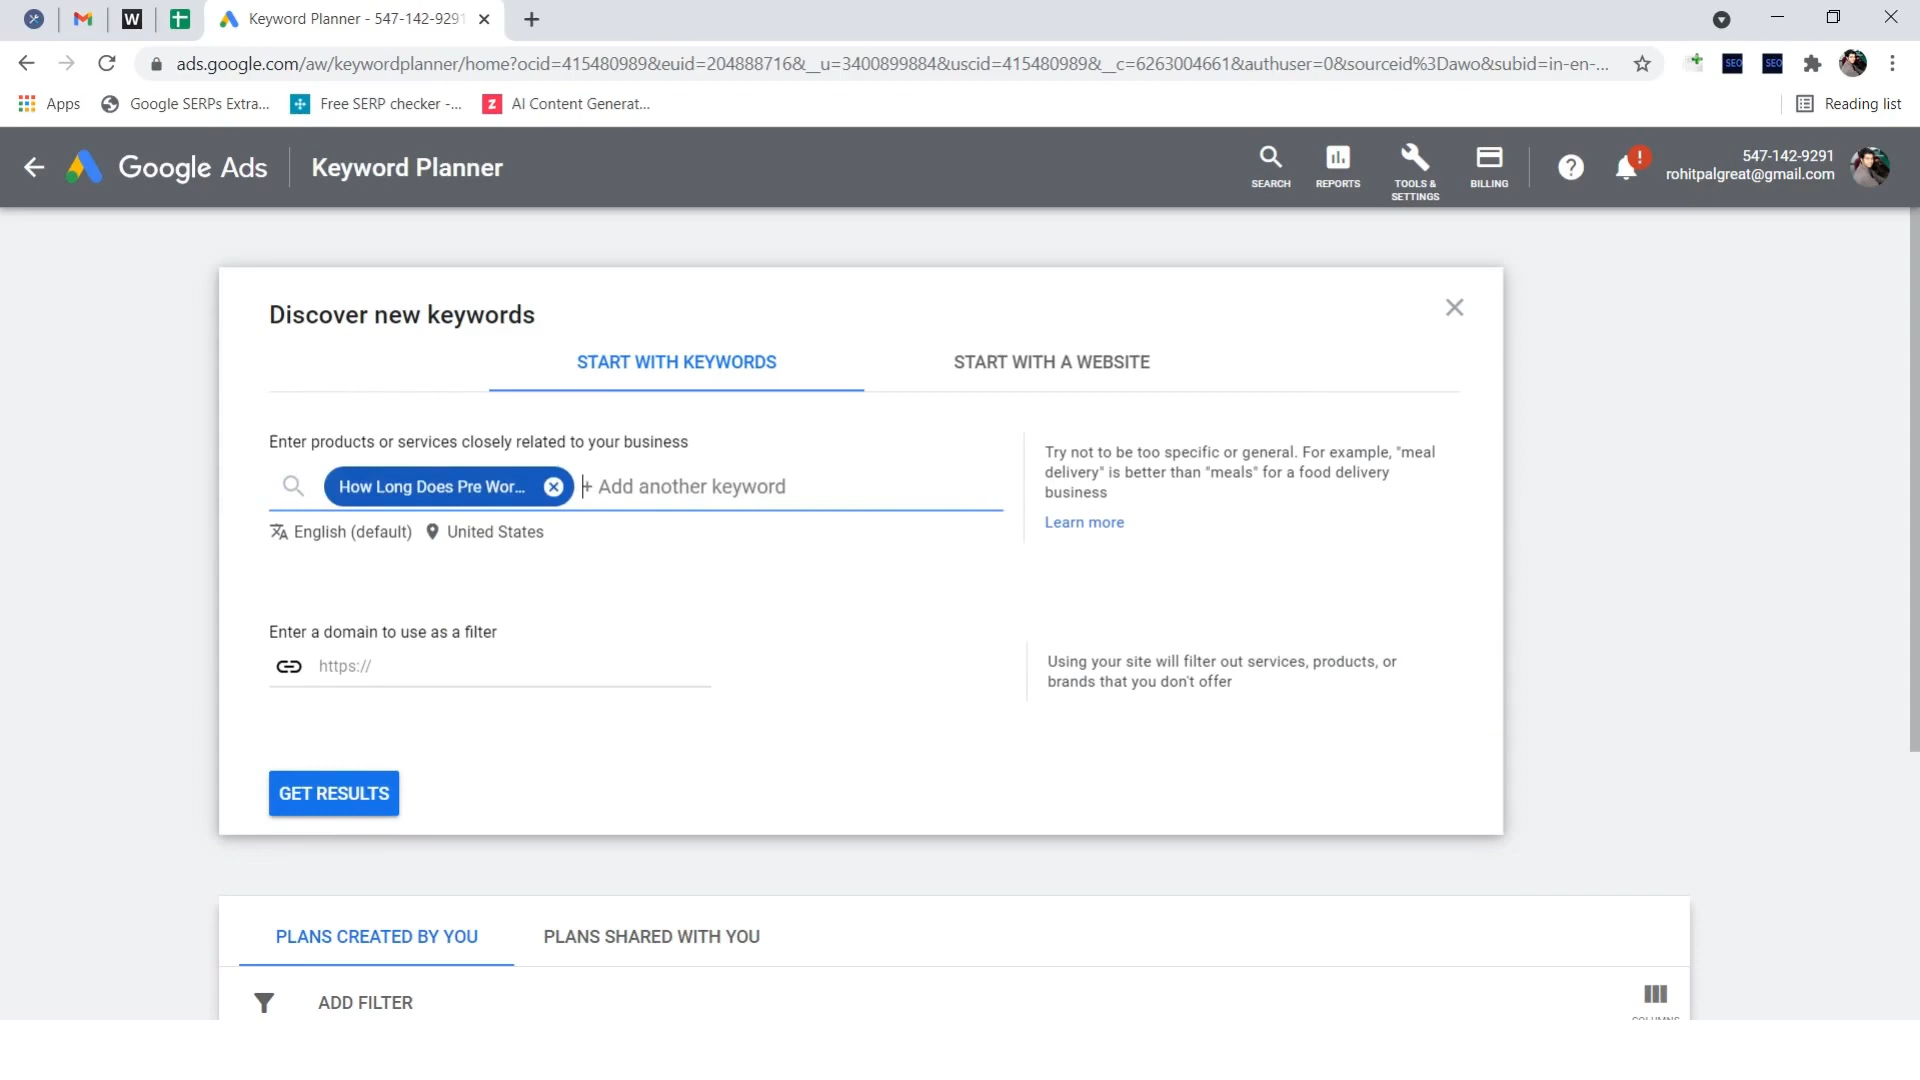 Keyword Planner - 547-142-9291
ads.google.com/aw/keywordplanner/home?ocid=415480989&euid=204888716&__u=3400899884&uscid=415480989&__c=6263004661&authuser=0&sourceid%3Dawo&subid=in-en-...
SEO
SEO
Apps
Google SERPs Extra...
Free SERP checker -...
Z
AI Content Generat...
Reading list
Google Ads
Keyword Planner
SEARCH
REPORTS
TOOLS &
SETTINGS
BILLING
547-142-9291
rohitpalgreat@gmail.com
Discover new keywords
START WITH KEYWORDS
START WITH A WEBSITE
Enter products or services closely related to your business
How Long Does Pre Wor...
+ Add another keyword
English (default)
United States
Try not to be too specific or general. For example, "meal
delivery" is better than "meals" for a food delivery
business
Learn more
Enter a domain to use as a filter
https://
Using your site will filter out services, products, or
brands that you don't offer
GET RESULTS
PLANS CREATED BY YOU
PLANS SHARED WITH YOU
ADD FILTER